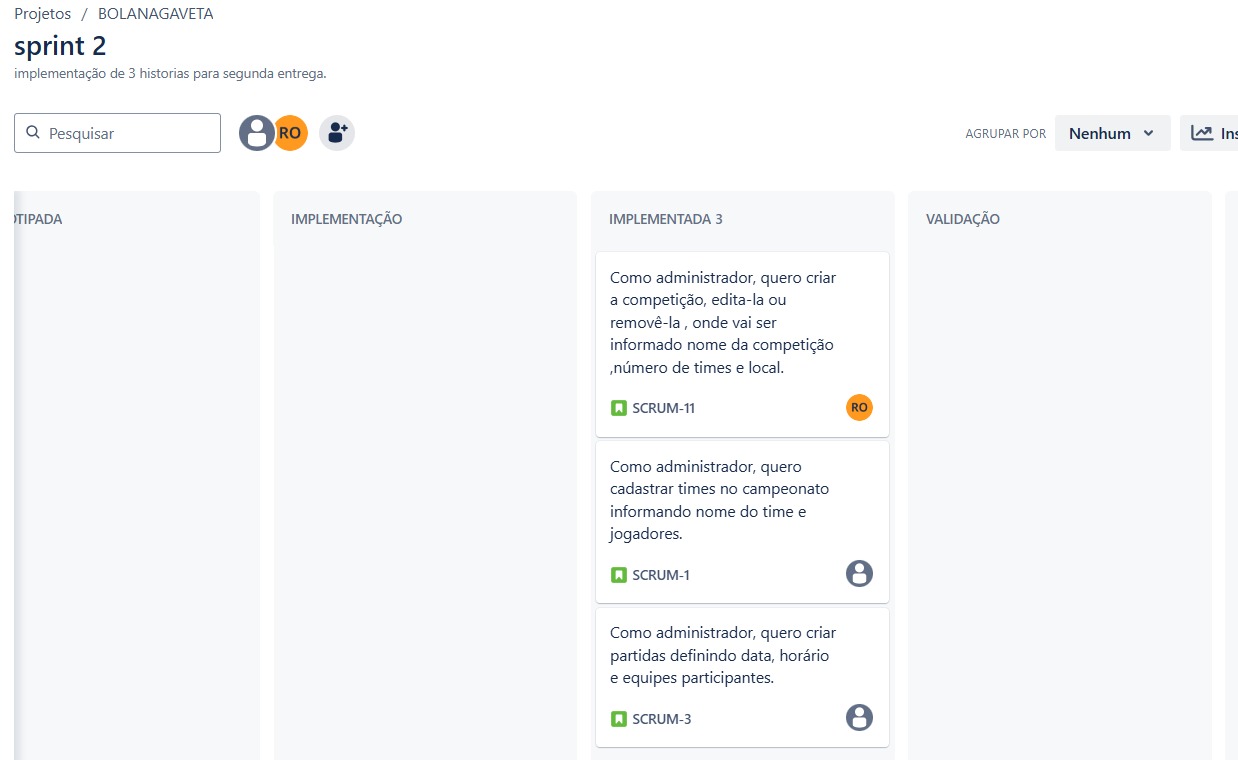 Projetos / BOLANAGAVETA
sprint 2
implementação de 3 historias para segunda entrega.
Pesquisar
RO
AGRUPAR POR
Nenhum
IMPLEMENTAÇÃO
IMPLEMENTADA 3
VALIDAÇÃO
Como administrador, quero criar
a competição, edita-la ou
removê-la , onde vai ser
informado nome da competição
,número de times e local.
SCRUM-11
RO
Como administrador, quero
cadastrar times no campeonato
informando nome do time e
jogadores.
SCRUM-1
Como administrador, quero criar
partidas definindo data, horário
e equipes participantes.
SCRUM-3